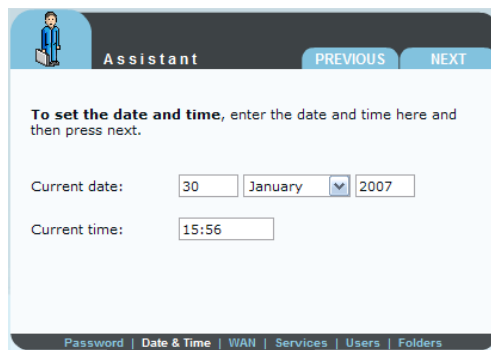 Assistant PREVIOUS NEXT
To set the date and time, enter the date and time here and
then press next.
Current date: 30 January 2007
Current time: 15:56
Password | Date & Time | WAN | Services | Users | Folders